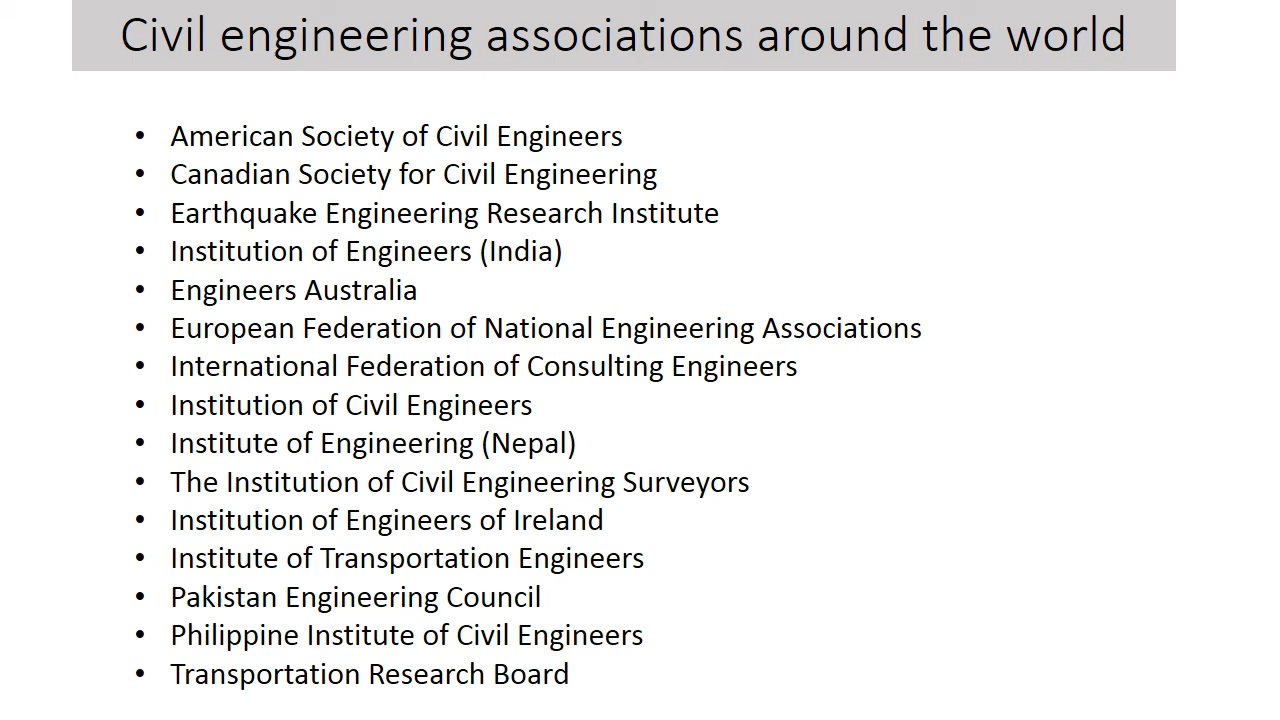 Civil engineering associations around the world
• American Society of Civil Engineers
• Canadian Society for Civil Engineering
• Earthquake Engineering Research Institute
• Institution of Engineers (India)
• Engineers Australia
• European Federation of National Engineering Associations
• International Federation of Consulting Engineers
• Institution of Civil Engineers
• Institute of Engineering (Nepal)
• The Institution of Civil Engineering Surveyors
• Institution of Engineers of Ireland
• Institute of Transportation Engineers
• Pakistan Engineering Council
• Philippine Institute of Civil Engineers
• Transportation Research Board